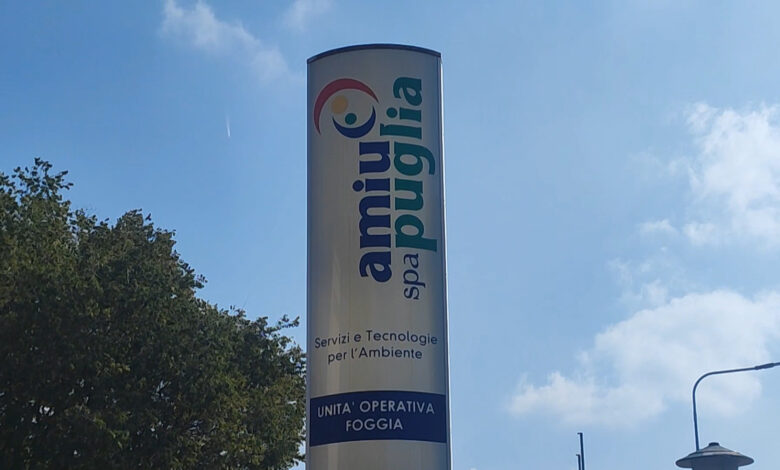 amiu
puglia
spa
Servizi e Tecnologie
per l'Ambiente
UNITA' OPERATIVA
FOGGIA